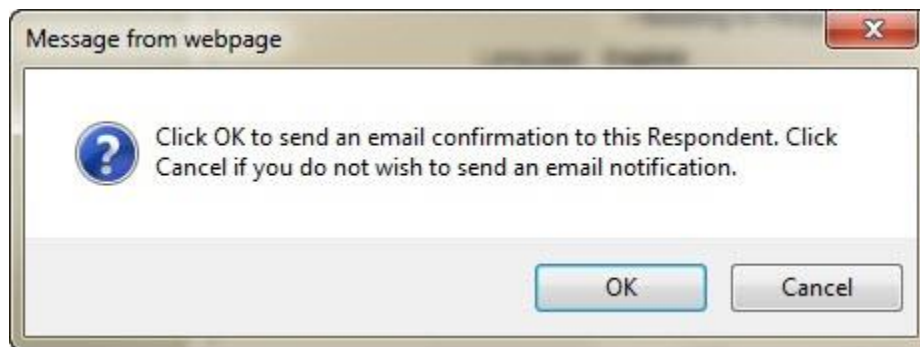 Message from webpage
Click OK to send an email confirmation to this Respondent. Click
Cancel if you do not wish to send an email notification.
OK
Cancel